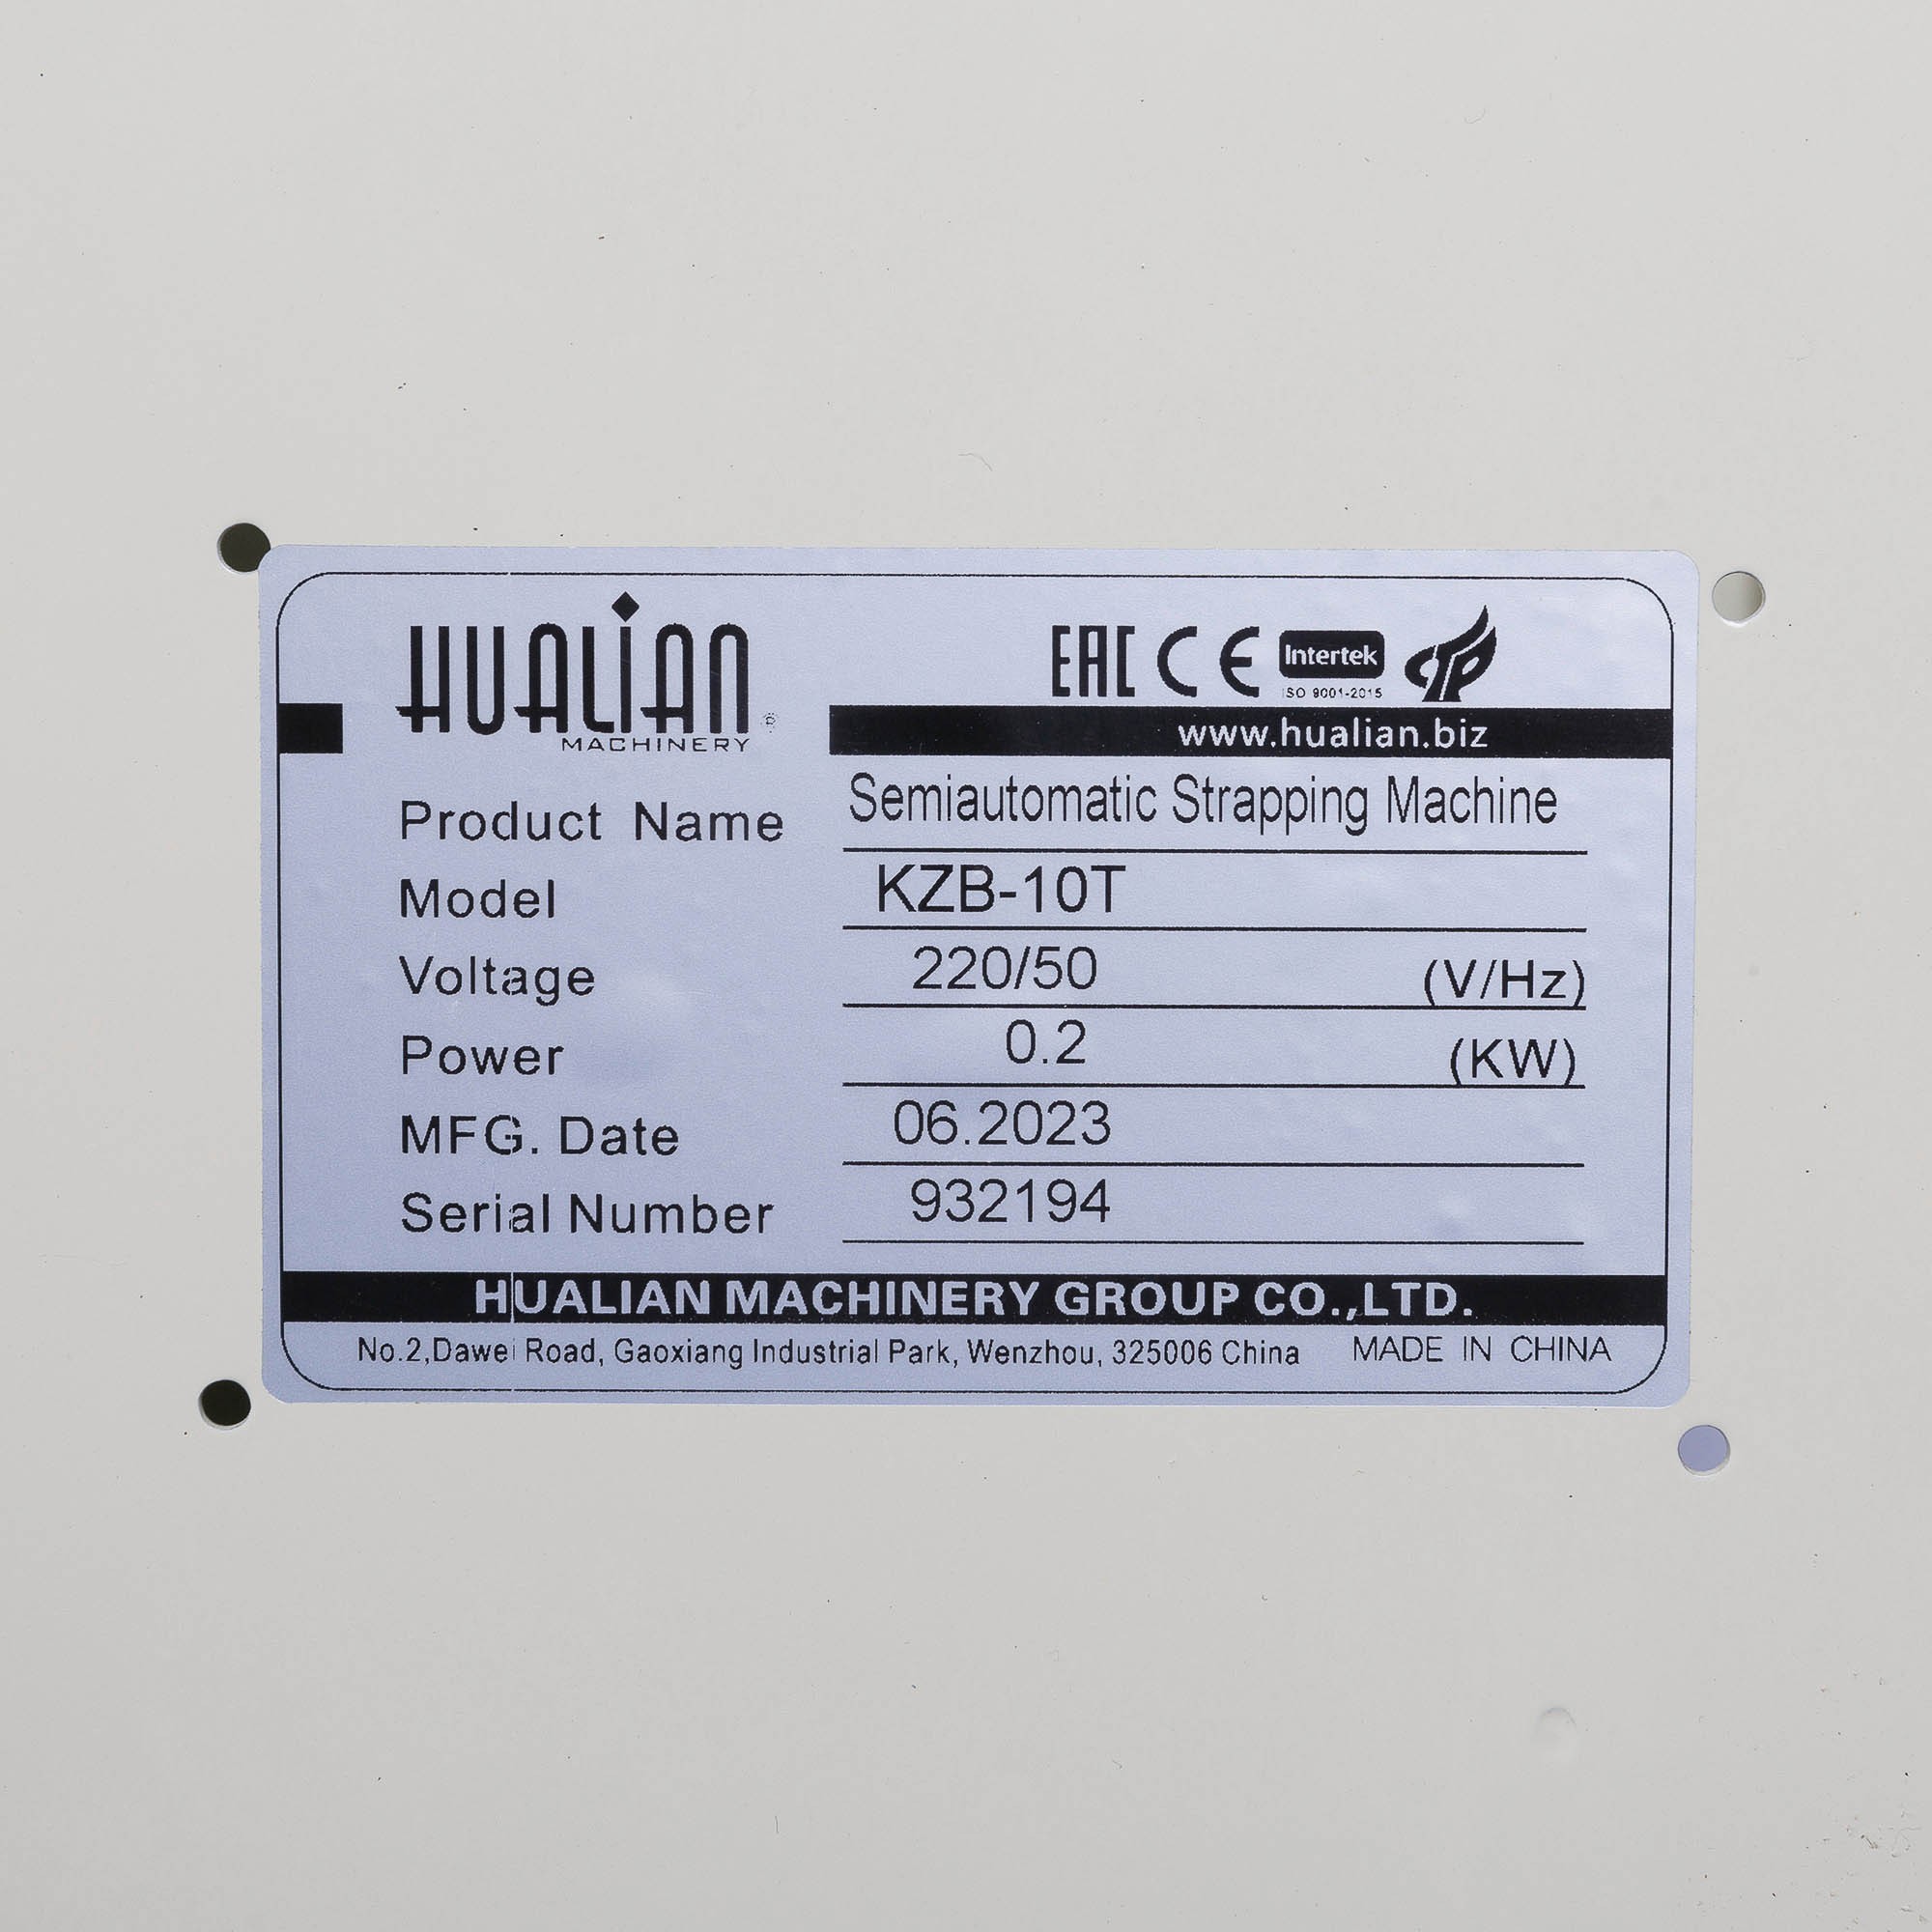 HUALIAN ®
MACHINERY
EAC CE Intertek CTP
ISO 9001-2015
www.hualian.biz
Product Name Semiautomatic Strapping Machine
Model KZB-10T
Voltage 220/50 (V/Hz)
Power 0.2 (KW)
MFG. Date 06.2023
Serial Number 932194
HUALIAN MACHINERY GROUP CO.,LTD.
No.2,Dawei Road, Gaoxiang Industrial Park, Wenzhou, 325006 China MADE IN CHINA